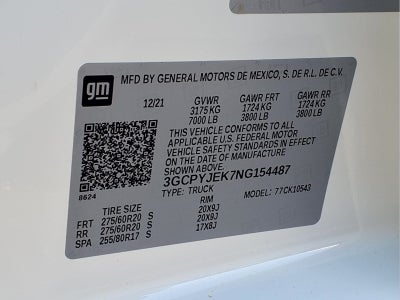 gm
MFD BY GENERAL MOTORS DE MEXICO, S. DE R.L. DE C.V.
12/21 GVWR GAWR FRT GAWR RR
3175 KG 1724 KG 1724 KG
7000 LB 3800 LB 3800 LB
THIS VEHICLE CONFORMS TO ALL
APPLICABLE U.S. FEDERAL MOTOR
VEHICLE SAFETY STANDARDS IN EFFECT ON
THE DATE OF MANUFACTURE SHOWN ABOVE.
3GCPYJEK7NG154487
8624
TYPE: TRUCK MODEL: 77CK10543
TIRE SIZE RIM
FRT 275/60R20 S 20X9J
RR 275/60R20 S 20X9J
SPA 255/80R17 S 17X8J